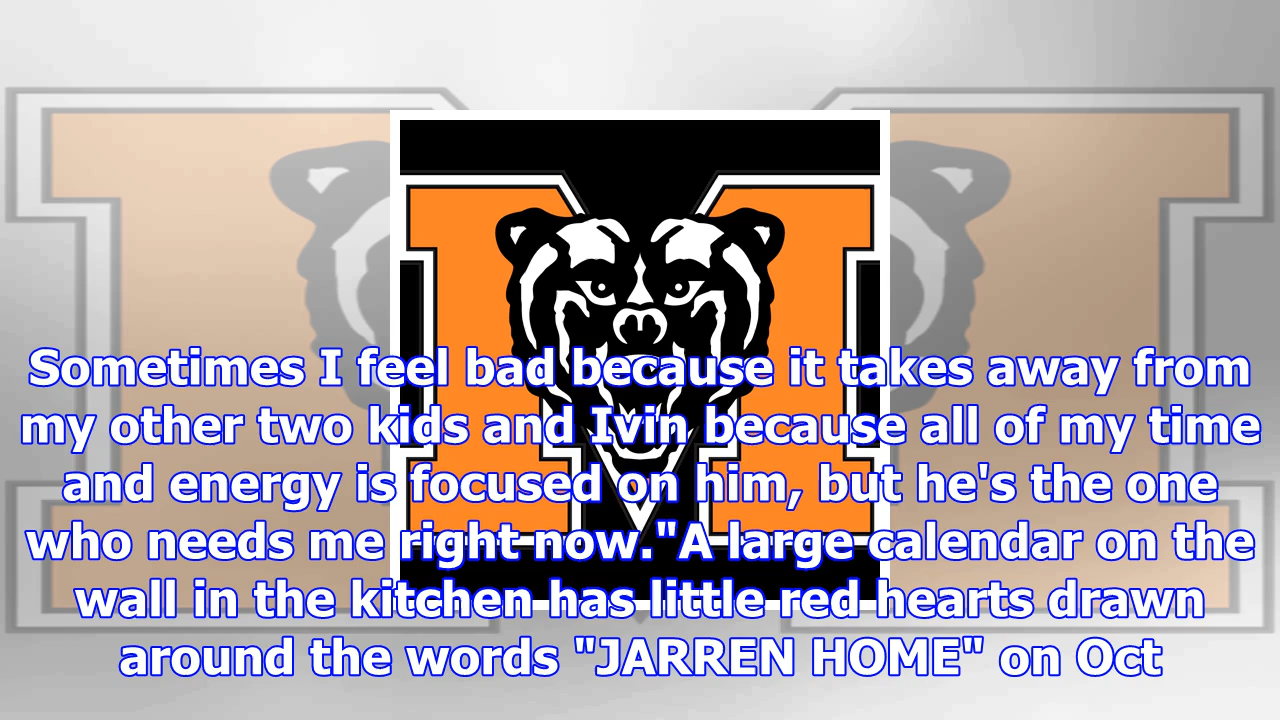 Sometimes I feel bad because it takes away from
my other two kids and Ivin because all of my time
and energy is focused on him, but he's the one
who needs me right now."A large calendar on the
wall in the kitchen has little red hearts drawn
around the words "JARREN HOME" on Oct